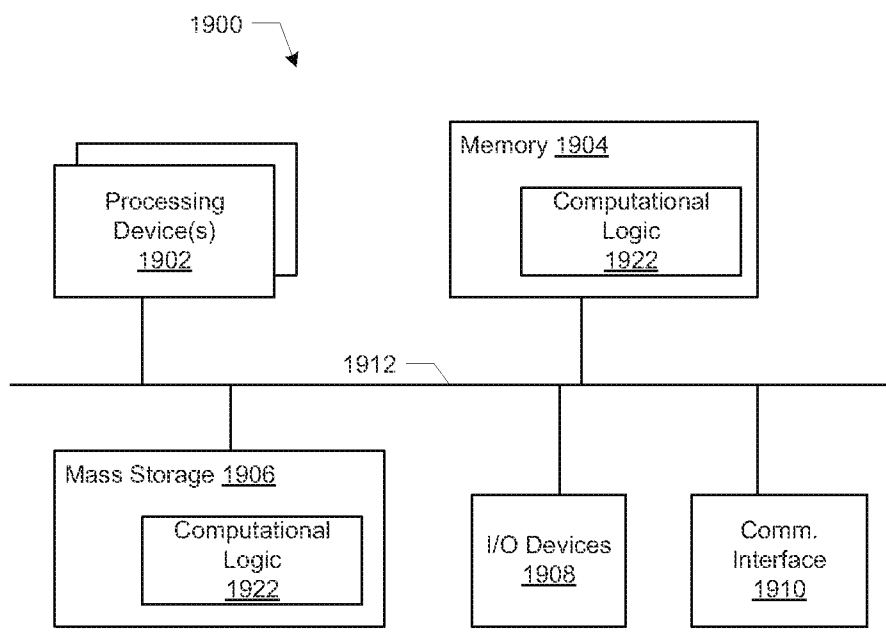 1900
Processing
Device(s)
1902
Memory 1904
Computational
Logic
1922
1912
Mass Storage 1906
Computational
Logic
1922
I/O Devices
1908
Comm.
Interface
1910